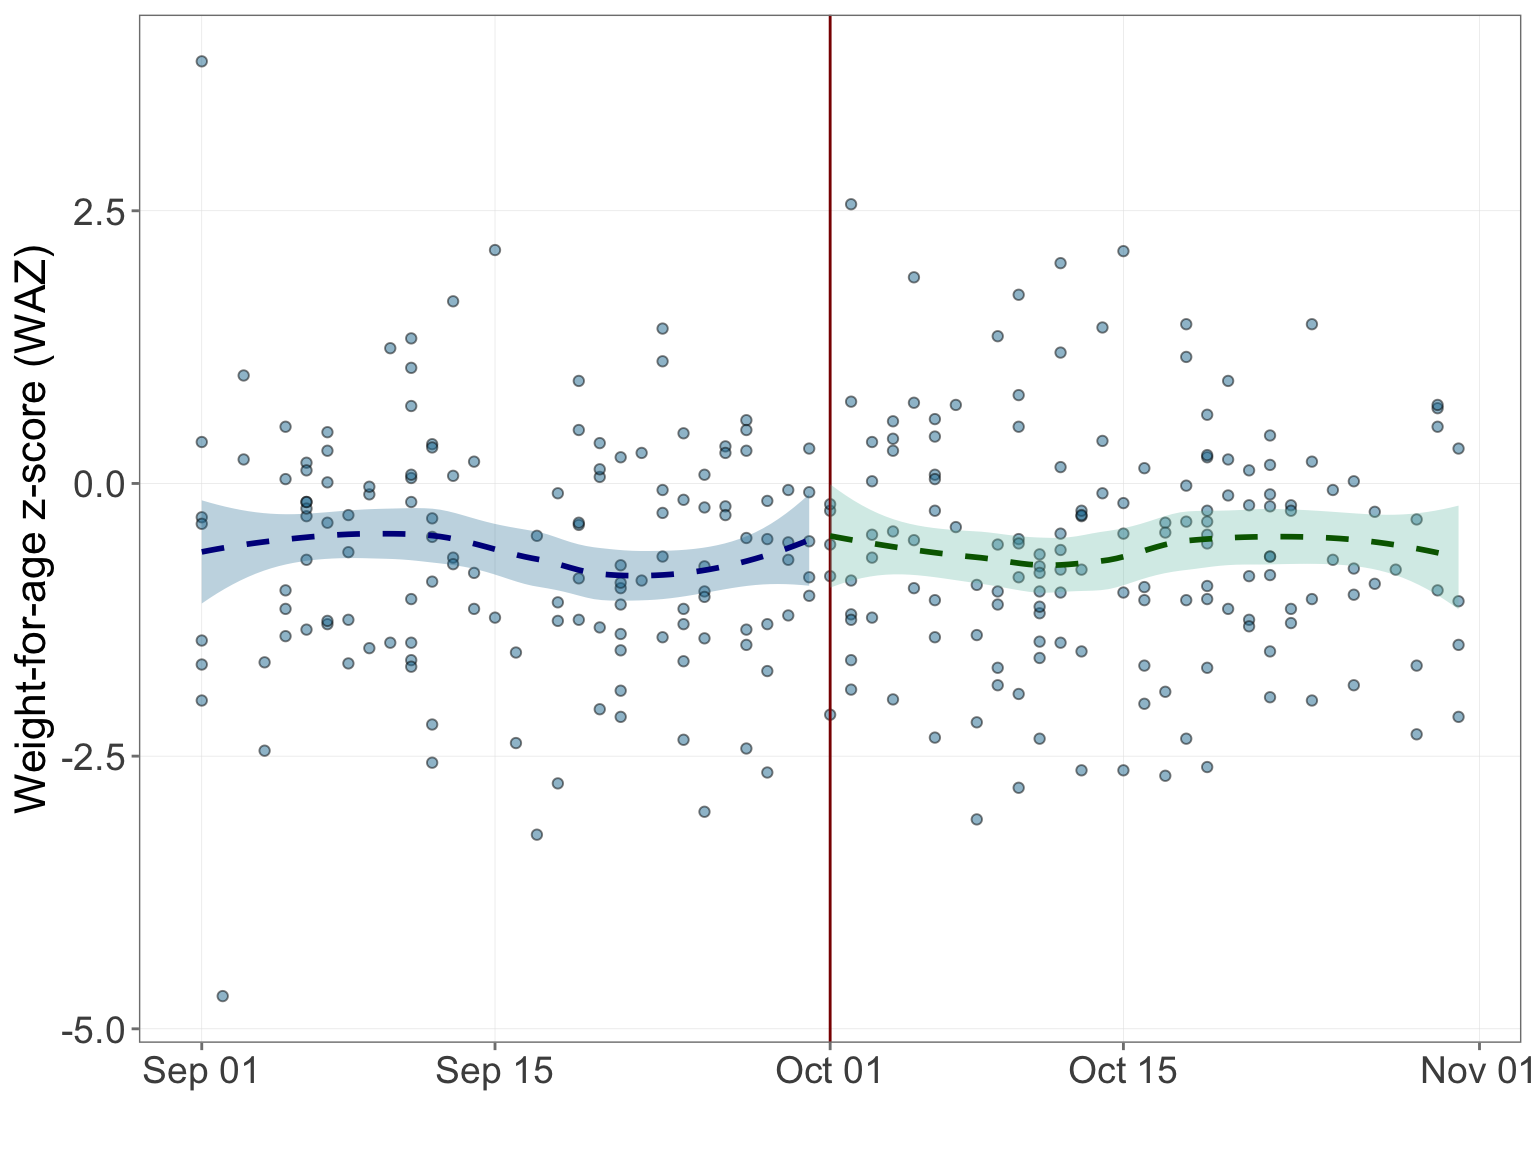 Weight-for-age z-score (WAZ)
2.5
0.0
-2.5
-5.0
Sep 01
Sep 15
Oct 01
Oct 15
Nov 01